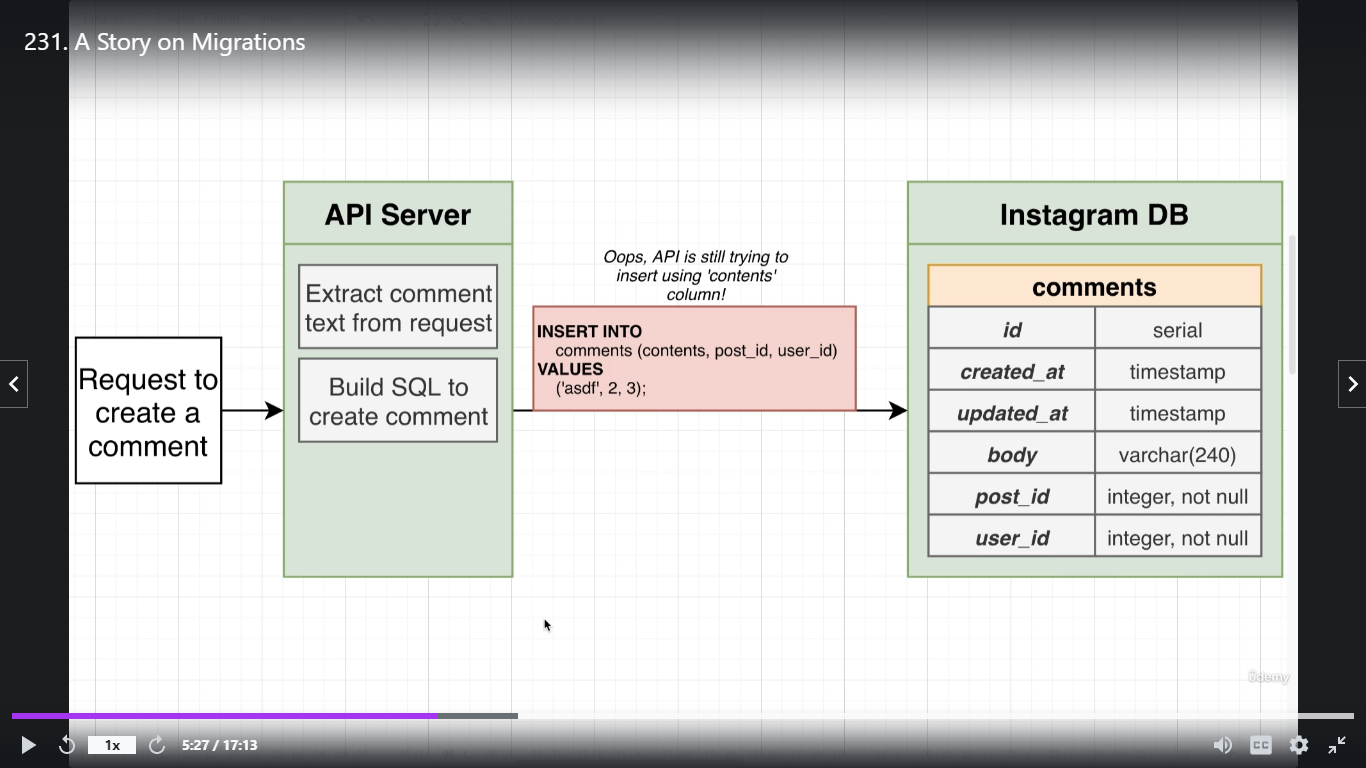 231. A Story on Migrations
API Server
Extract comment
text from request
Build SQL to
create comment
Request to
create a
comment
Oops, API is still trying to
insert using 'contents'
column!
INSERT INTO
comments (contents, post_id, user_id)
VALUES
('asdf', 2, 3);
Instagram DB
comments
id serial
created_at timestamp
updated_at timestamp
body varchar(240)
post_id integer, not null
user_id integer, not null
ûdemy
1x 5:27 / 17:13 CC